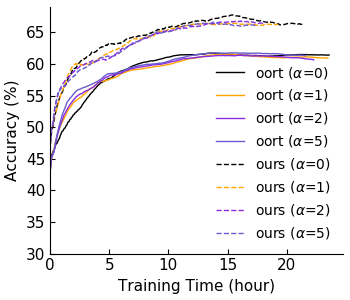 65
60
55
50
45
40
35
30
Accuracy (%)
0
5
10
15
20
Training Time (hour)
oort (α=0)
oort (α=1)
oort (α=2)
oort (α=5)
ours (α=0)
ours (α=1)
ours (α=2)
ours (α=5)